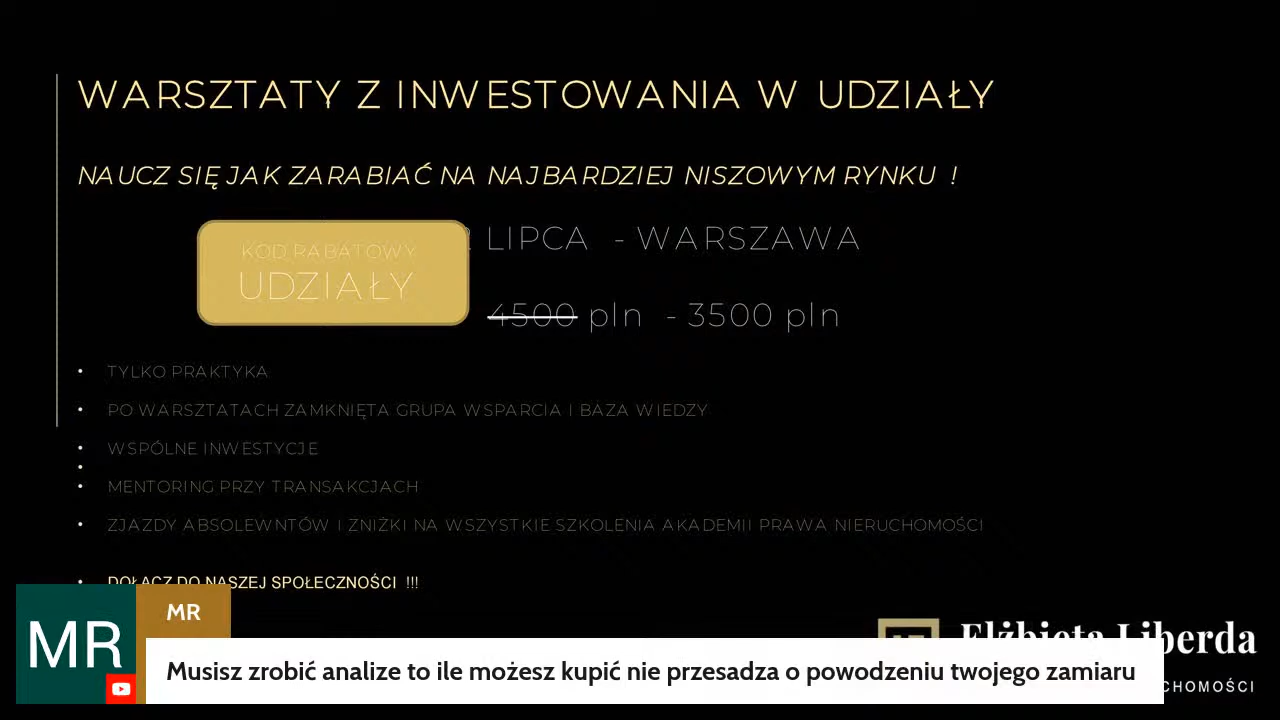 WARSZTATY Z INWESTOWANIA W UDZIAŁY
NAUCZ SIĘ JAK ZARABIAĆ NA NAJBARDZIEJ NISZOWYM RYNKU !
LIPCA - WARSZAWA
KOD RABATOWY
UDZIAŁY
4500 pln - 3500 pln
• TYLKO PRAKTYKA
• PO WARSZTATACH ZAMKNIĘTA GRUPA WSPARCIA I BAZA WIEDZY
• WSPÓLNE INWESTYCJE
•
• MENTORING PRZY TRANSAKCJACH
• ZJAZDY ABSOLEWNTÓW I ZNIŻKI NA WSZYSTKIE SZKOLENIA AKADEMII PRAWA NIERUCHOMOŚCI
• DOŁĄCZ DO NASZEJ SPOŁECZNOŚCI !!!
MR
MR
Elżbieta Liberda
Musisz zrobić analize to ile możesz kupić nie przesadza o powodzeniu twojego zamiaru